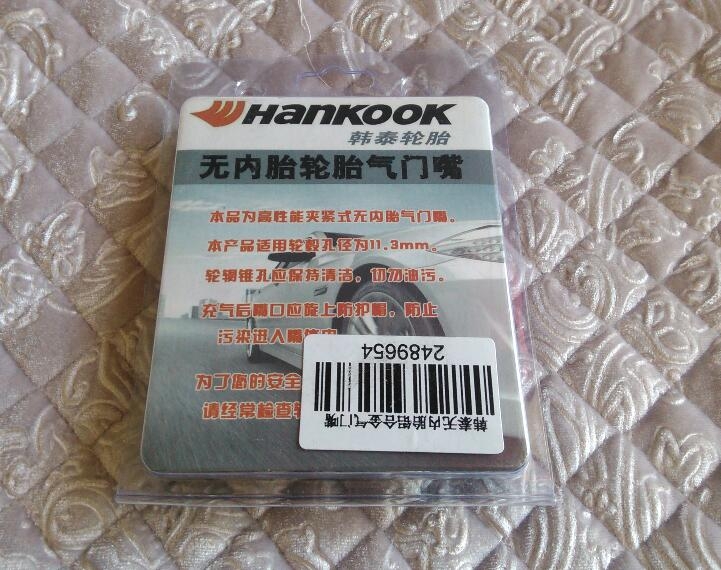 HANKOOK
韩泰轮胎
无内胎轮胎气门嘴
本品为高性能夹紧式无内胎气门嘴。
本产品适用轮毂孔径为11.3mm。
轮辋锥孔应保持清洁，切勿油污。
充气后嘴口应旋上防护帽，防止
污染进入嘴
为了您的安全
请经常检查
韩泰无内胎铝合金气门嘴
2489654